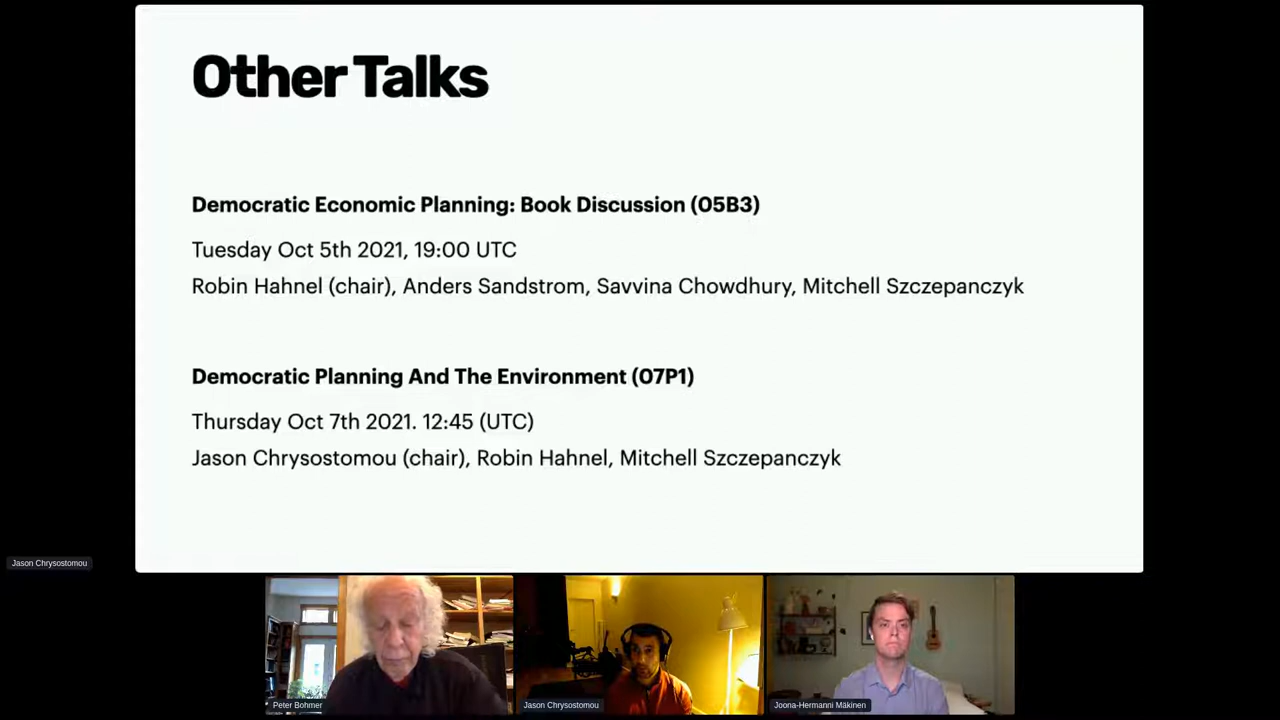 Other Talks
Democratic Economic Planning: Book Discussion (05B3)
Tuesday Oct 5th 2021, 19:00 UTC
Robin Hahnel (chair), Anders Sandstrom, Savvina Chowdhury, Mitchell Szczepanczyk
Democratic Planning And The Environment (07P1)
Thursday Oct 7th 2021. 12:45 (UTC)
Jason Chrysostomou (chair), Robin Hahnel, Mitchell Szczepanczyk
Jason Chrysostomou
Peter Bohmer
Jason Chrysostomou
Joona-Hermanni Mäkinen